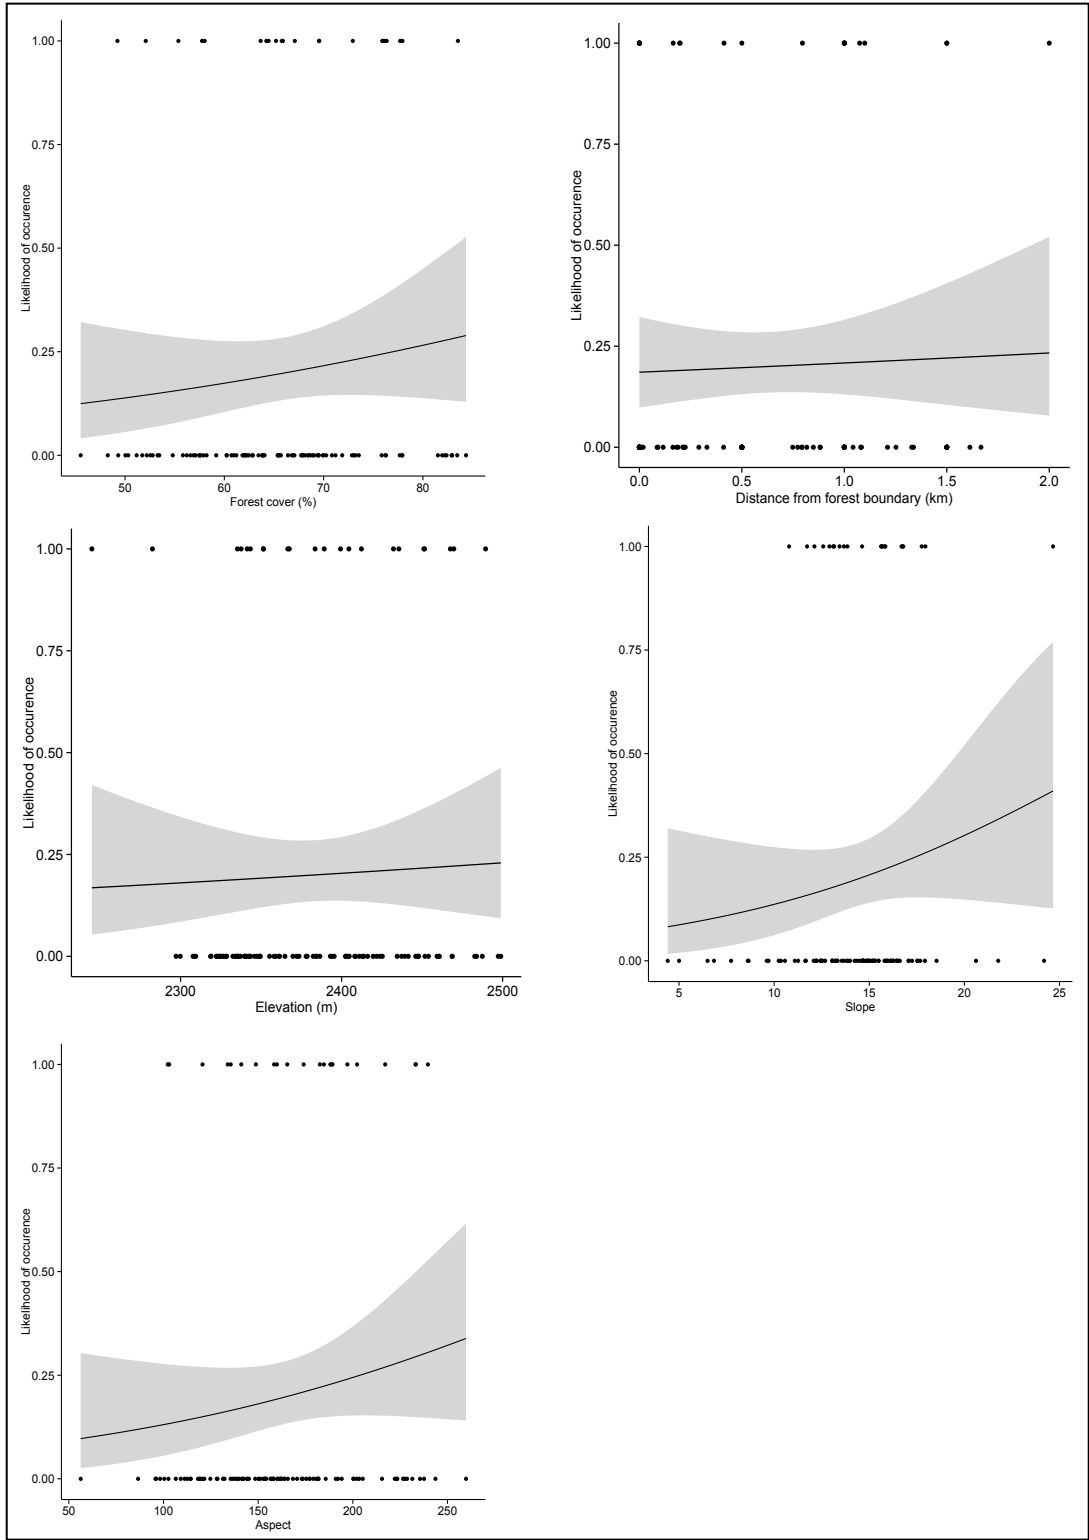 1.00
0.75
0.50
0.25
0.00
Likelihood of occurence
50 60 70 80
Forest cover (%)
1.00
0.75
0.50
0.25
0.00
Likelihood of occurence
0.0 0.5 1.0 1.5 2.0
Distance from forest boundary (km)
1.00
0.75
0.50
0.25
0.00
Likelihood of occurence
2300 2400 2500
Elevation (m)
1.00
0.75
0.50
0.25
0.00
Likelihood of occurence
5 10 15 20 25
Slope
1.00
0.75
0.50
0.25
0.00
Likelihood of occurence
50 100 150 200 250
Aspect